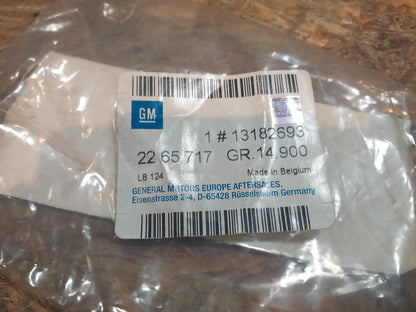 GM
1 # 13182693
22 65 717 GR.14.900
LB 124 Made in Belgium
GENERAL MOTORS EUROPE AFTERSALES,
Eisenstrasse 2-4, D-65428 Rüsselsheim Germany